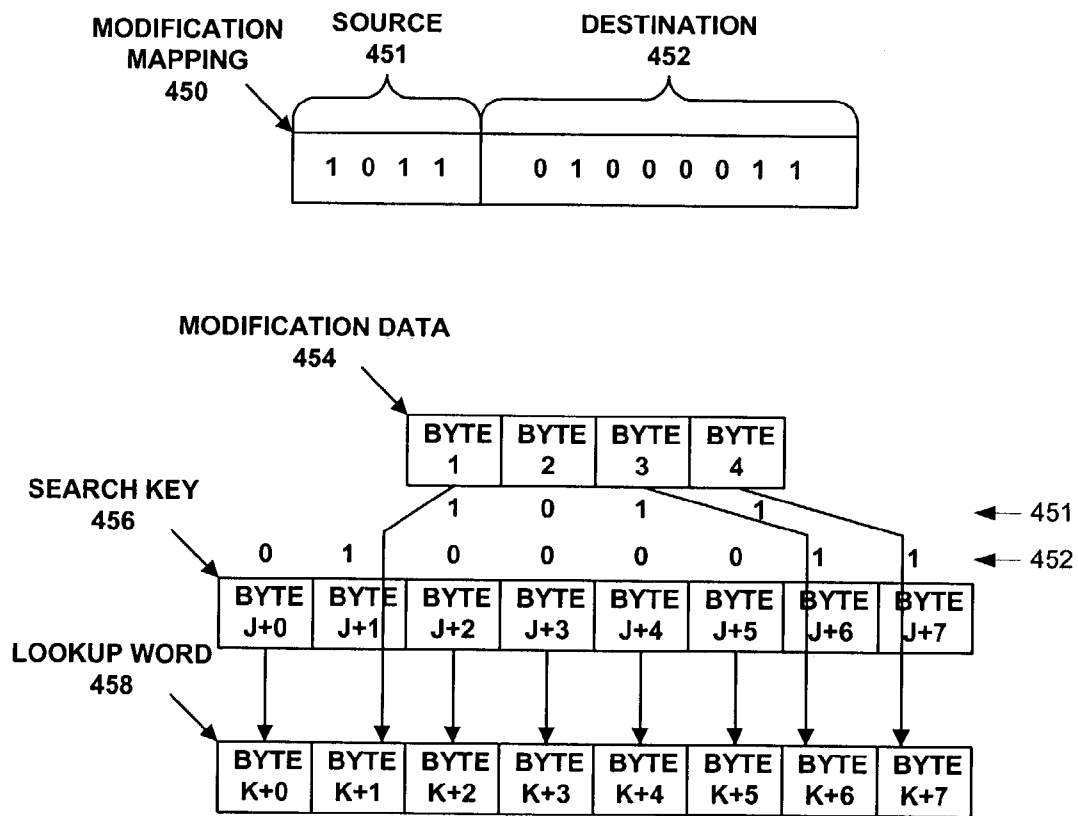 MODIFICATION
MAPPING
450
SOURCE
451
DESTINATION
452
1 0 1 1 0 1 0 0 0 0 1 1
MODIFICATION DATA
454
BYTE BYTE BYTE BYTE
1 2 3 4
SEARCH KEY
456
1 0 1 1 451
0 1 0 0 0 0 1 1 452
BYTE BYTE BYTE BYTE BYTE BYTE BYTE BYTE
J+0 J+1 J+2 J+3 J+4 J+5 J+6 J+7
LOOKUP WORD
458
BYTE BYTE BYTE BYTE BYTE BYTE BYTE BYTE
K+0 K+1 K+2 K+3 K+4 K+5 K+6 K+7